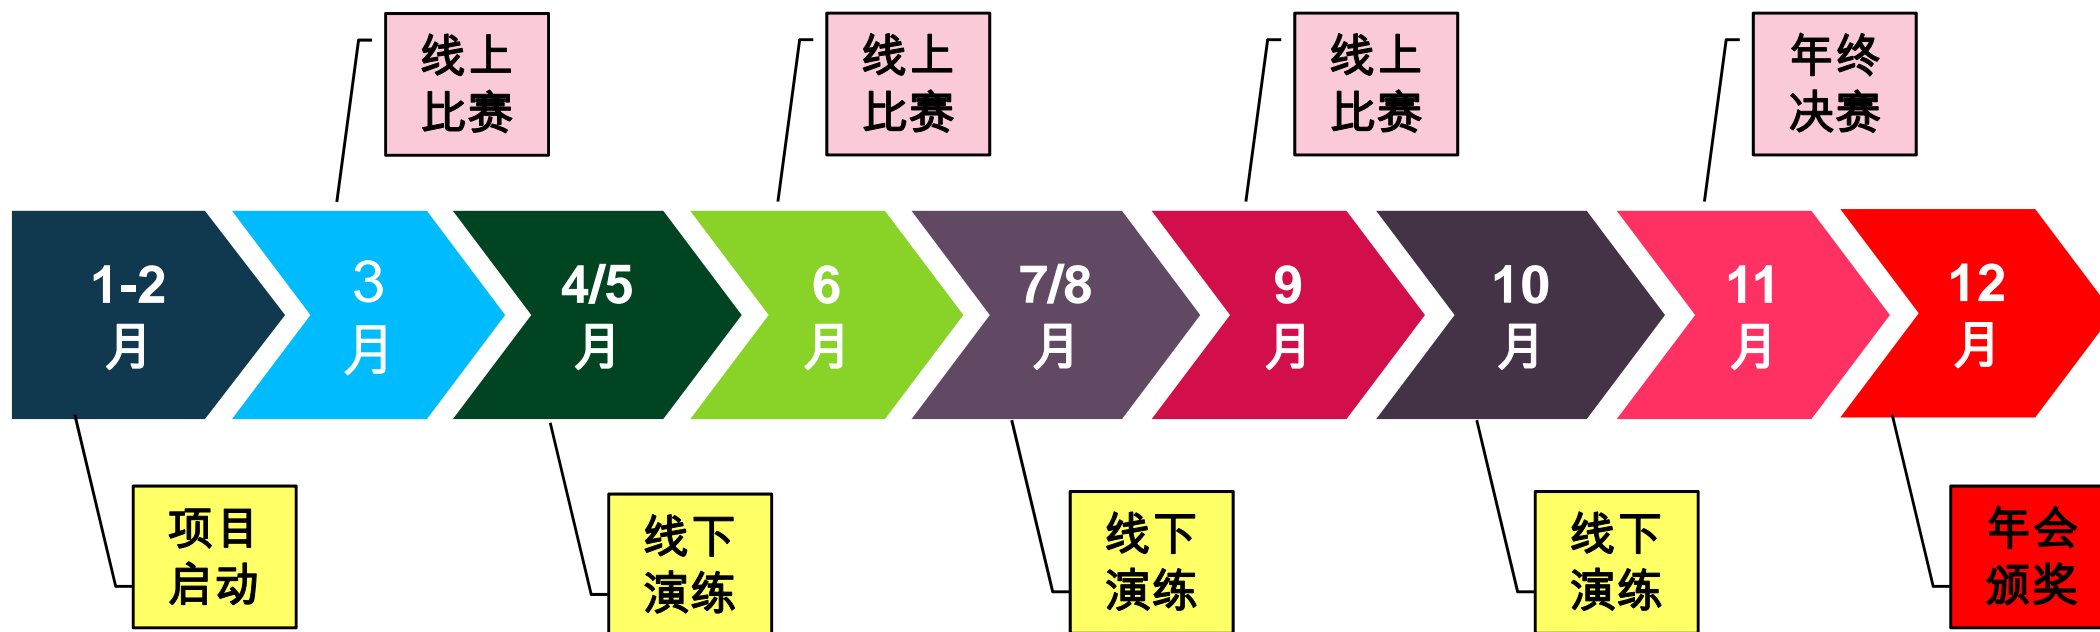 线上
比赛
线上
比赛
线上
比赛
年终
决赛
1-2
月
3
月
4/5
月
6
月
7/8
月
9
月
10
月
11
月
12
月
项目
启动
线下
演练
线下
演练
线下
演练
年会
颁奖